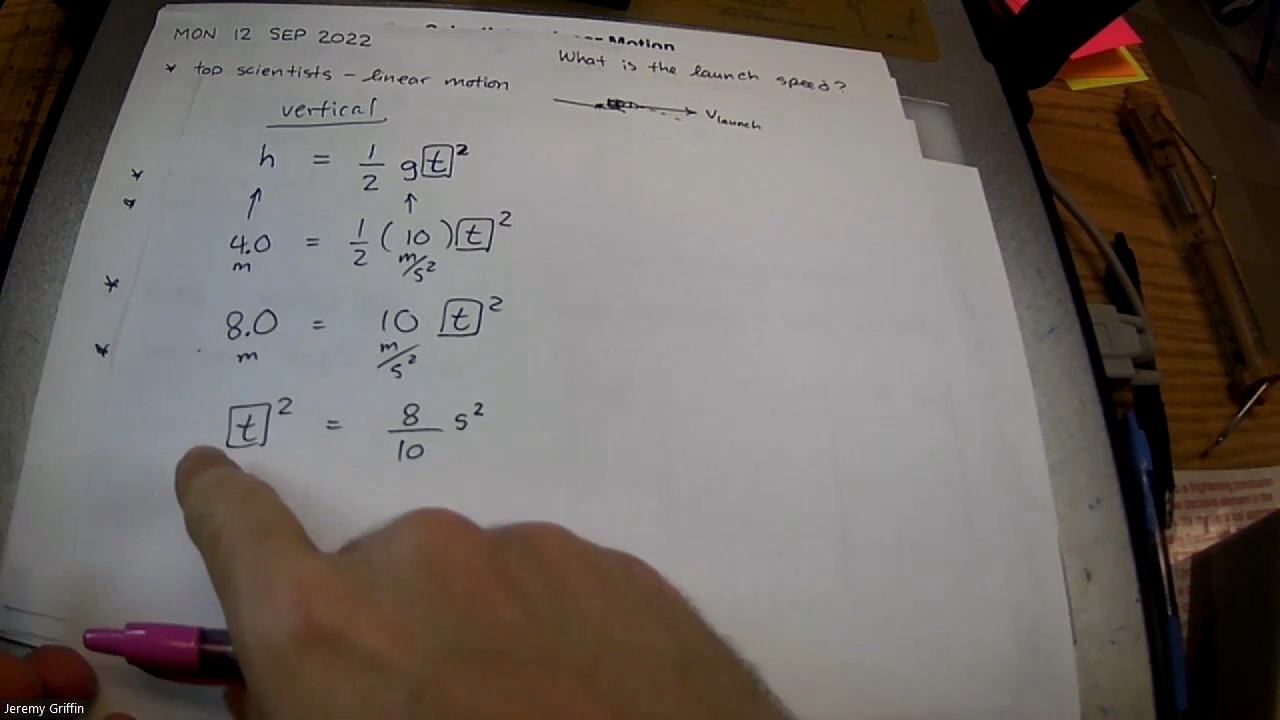 MON 12 SEP 2022
Motion
* top scientists - linear motion
What is the launch speed?
vertical
Vlaunch
h = 1/2 g t²
4.0 m = 1/2 (10 m/s²) t²
8.0 m = 10 m/s² t²
t² = 8/10 s²
Jeremy Griffin